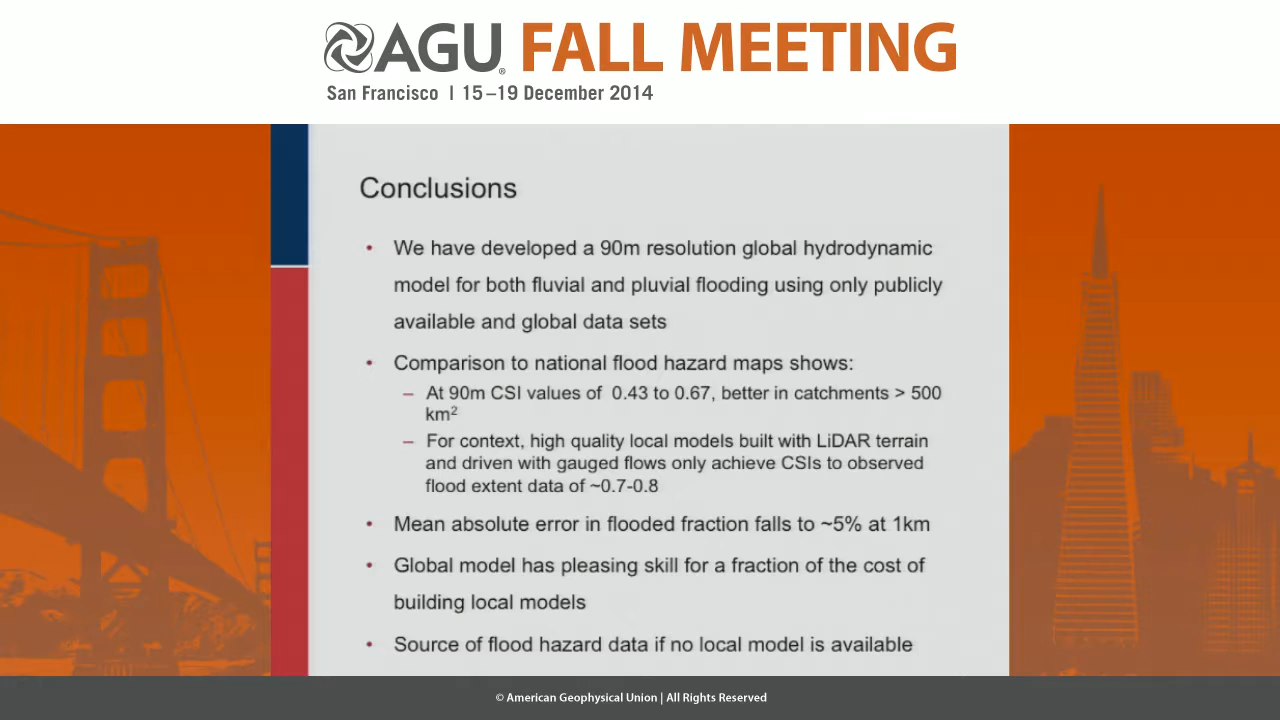 AGU® FALL MEETING
San Francisco | 15–19 December 2014
Conclusions
• We have developed a 90m resolution global hydrodynamic
model for both fluvial and pluvial flooding using only publicly
available and global data sets
• Comparison to national flood hazard maps shows:
– At 90m CSI values of 0.43 to 0.67, better in catchments > 500
km²
– For context, high quality local models built with LiDAR terrain
and driven with gauged flows only achieve CSIs to observed
flood extent data of ~0.7-0.8
• Mean absolute error in flooded fraction falls to ~5% at 1km
• Global model has pleasing skill for a fraction of the cost of
building local models
• Source of flood hazard data if no local model is available
© American Geophysical Union | All Rights Reserved